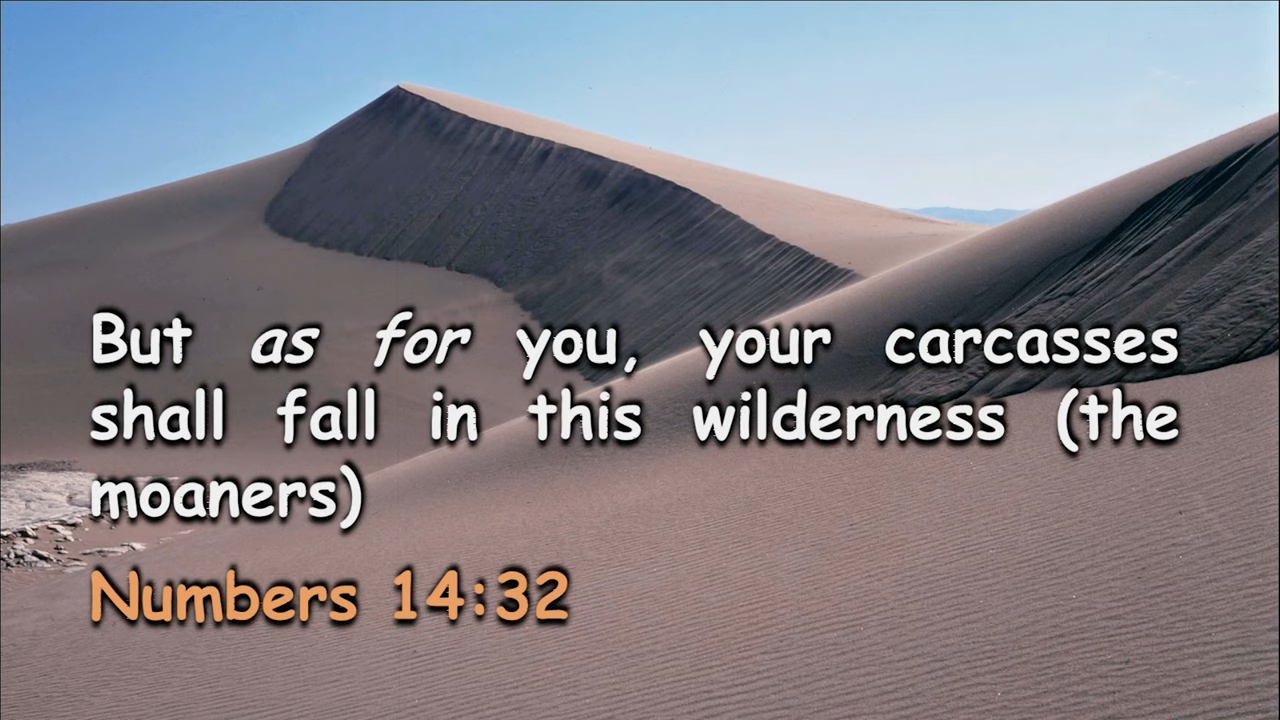 But as for you, your carcasses
shall fall in this wilderness (the
moaners)
Numbers 14:32